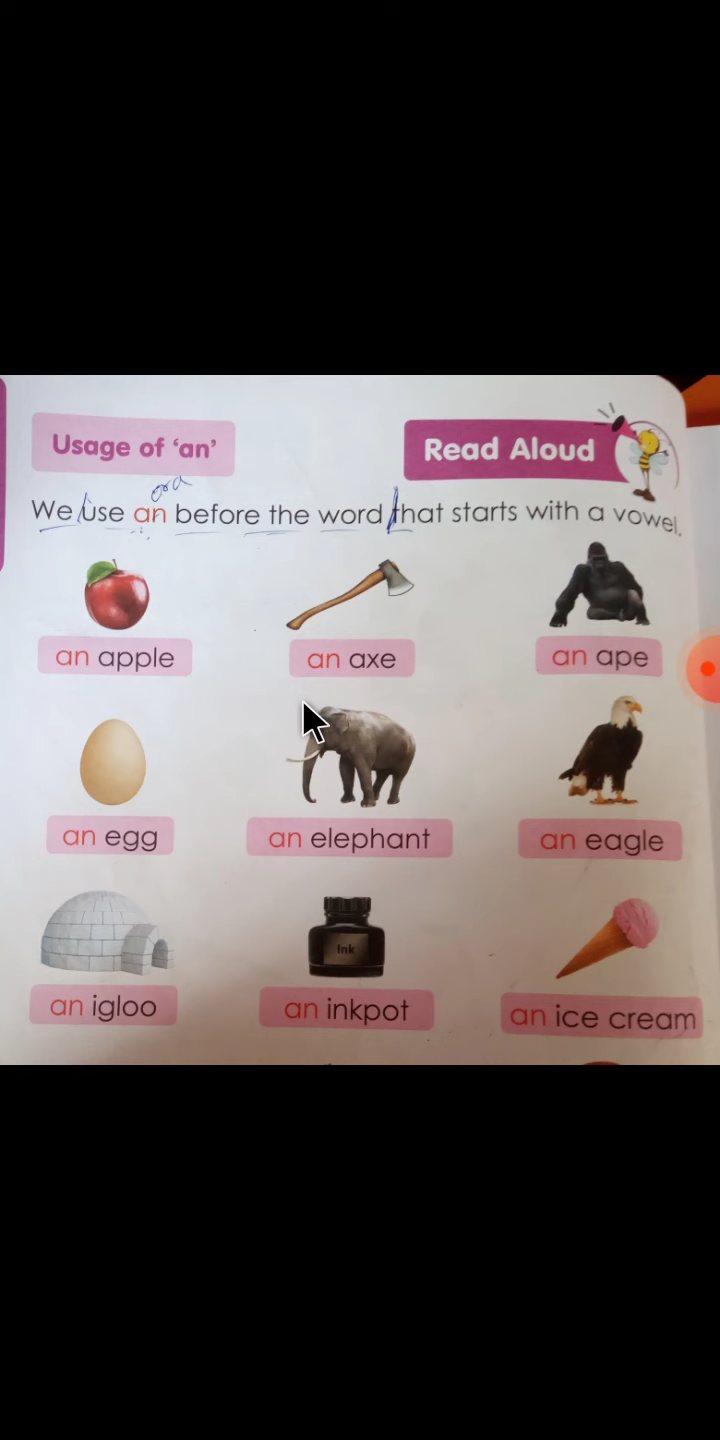 Usage of ‘an’
Read Aloud
We use an before the word that starts with a vowel.
an apple
an axe
an ape
an egg
an elephant
an eagle
Ink
an igloo
an inkpot
an ice cream